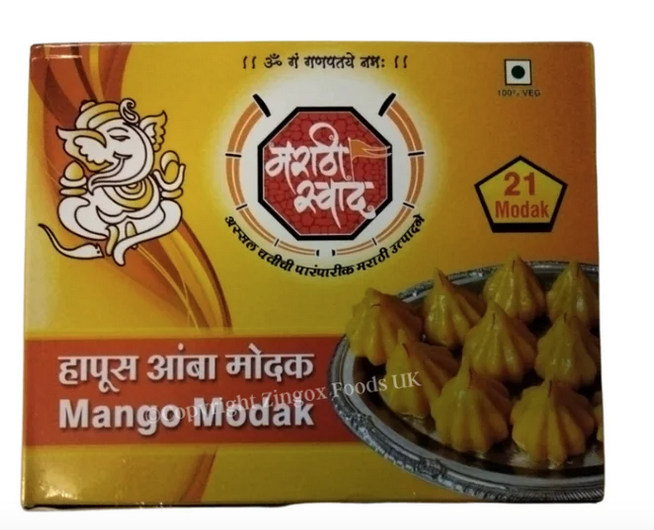 ।। ॐ गं गणपतये नमः ।।
100% VEG
मराठी
स्वाद
अस्सल चवीची पारंपारीक मराठी उत्पादने
21
Modak
हापूस आंबा मोदक
Mango Modak
©copyright Zingox Foods UK